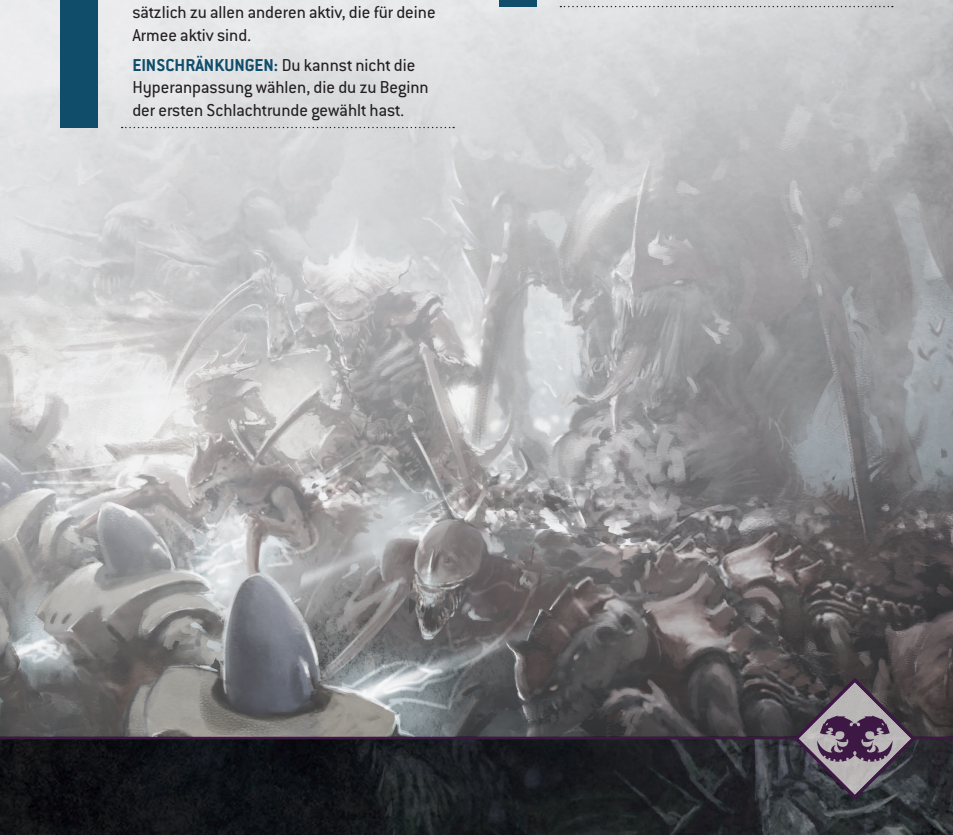 sätzlich zu allen anderen aktiv, die für deine
Armee aktiv sind.
EINSCHRÄNKUNGEN: Du kannst nicht die
Hyperanpassung wählen, die du zu Beginn
der ersten Schlachtrunde gewählt hast.